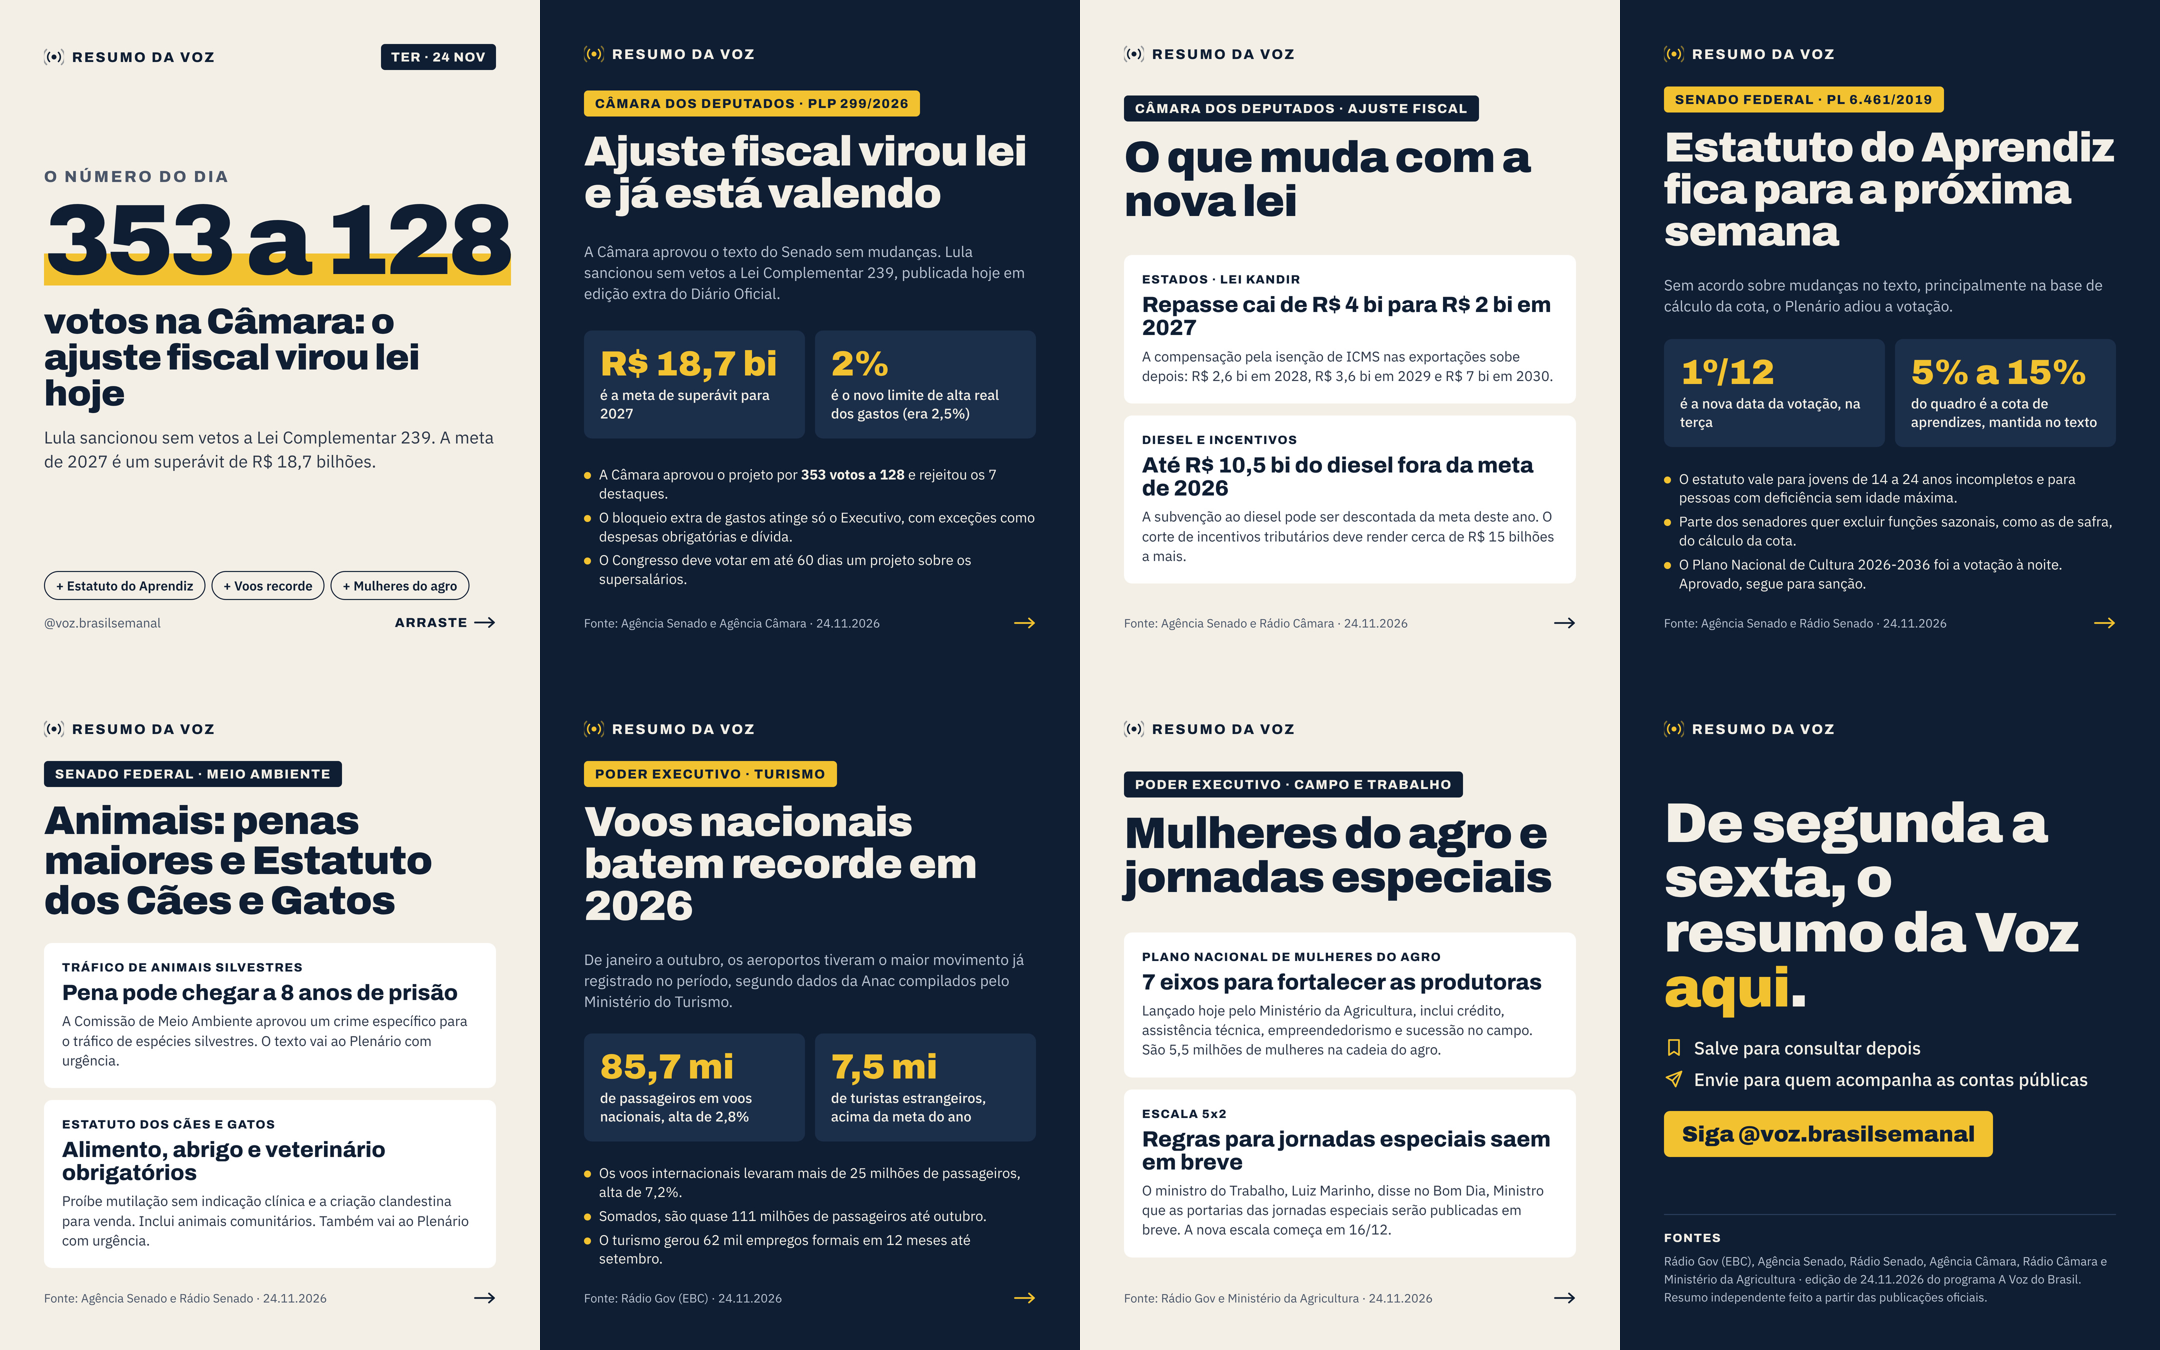 RESUMO DA VOZ
TER · 24 NOV
O NÚMERO DO DIA
353 a 128
votos na Câmara: o
ajuste fiscal virou lei
hoje
Lula sancionou sem vetos a Lei Complementar 239. A meta
de 2027 é um superávit de R$ 18,7 bilhões.
+ Estatuto do Aprendiz
+ Voos recorde
+ Mulheres do agro
@voz.brasilsemanal
ARRASTE
RESUMO DA VOZ
CÂMARA DOS DEPUTADOS · PLP 299/2026
Ajuste fiscal virou lei
e já está valendo
A Câmara aprovou o texto do Senado sem mudanças. Lula
sancionou sem vetos a Lei Complementar 239, publicada hoje em
edição extra do Diário Oficial.
R$ 18,7 bi
é a meta de superávit para
2027
2%
é o novo limite de alta real
dos gastos (era 2,5%)
A Câmara aprovou o projeto por 353 votos a 128 e rejeitou os 7
destaques.
O bloqueio extra de gastos atinge só o Executivo, com exceções como
despesas obrigatórias e dívida.
O Congresso deve votar em até 60 dias um projeto sobre os
supersalários.
Fonte: Agência Senado e Agência Câmara · 24.11.2026
RESUMO DA VOZ
CÂMARA DOS DEPUTADOS · AJUSTE FISCAL
O que muda com a
nova lei
ESTADOS · LEI KANDIR
Repasse cai de R$ 4 bi para R$ 2 bi em
2027
A compensação pela isenção de ICMS nas exportações sobe
depois: R$ 2,6 bi em 2028, R$ 3,6 bi em 2029 e R$ 7 bi em 2030.
DIESEL E INCENTIVOS
Até R$ 10,5 bi do diesel fora da meta
de 2026
A subvenção ao diesel pode ser descontada da meta deste ano. O
corte de incentivos tributários deve render cerca de R$ 15 bilhões
a mais.
Fonte: Agência Senado e Rádio Câmara · 24.11.2026
RESUMO DA VOZ
SENADO FEDERAL · PL 6.461/2019
Estatuto do Aprendiz
fica para a próxima
semana
Sem acordo sobre mudanças no texto, principalmente na base de
cálculo da cota, o Plenário adiou a votação.
1º/12
é a nova data da votação, na
terça
5% a 15%
do quadro é a cota de
aprendizes, mantida no texto
O estatuto vale para jovens de 14 a 24 anos incompletos e para
pessoas com deficiência sem idade máxima.
Parte dos senadores quer excluir funções sazonais, como as de safra,
do cálculo da cota.
O Plano Nacional de Cultura 2026-2036 foi a votação à noite.
Aprovado, segue para sanção.
Fonte: Agência Senado e Rádio Senado · 24.11.2026
RESUMO DA VOZ
SENADO FEDERAL · MEIO AMBIENTE
Animais: penas
maiores e Estatuto
dos Cães e Gatos
TRÁFICO DE ANIMAIS SILVESTRES
Pena pode chegar a 8 anos de prisão
A Comissão de Meio Ambiente aprovou um crime específico para
o tráfico de espécies silvestres. O texto vai ao Plenário com
urgência.
ESTATUTO DOS CÃES E GATOS
Alimento, abrigo e veterinário
obrigatórios
Proíbe mutilação sem indicação clínica e a criação clandestina
para venda. Inclui animais comunitários. Também vai ao Plenário
com urgência.
Fonte: Agência Senado e Rádio Senado · 24.11.2026
RESUMO DA VOZ
PODER EXECUTIVO · TURISMO
Voos nacionais
batem recorde em
2026
De janeiro a outubro, os aeroportos tiveram o maior movimento já
registrado no período, segundo dados da Anac compilados pelo
Ministério do Turismo.
85,7 mi
de passageiros em voos
nacionais, alta de 2,8%
7,5 mi
de turistas estrangeiros,
acima da meta do ano
Os voos internacionais levaram mais de 25 milhões de passageiros,
alta de 7,2%.
Somados, são quase 111 milhões de passageiros até outubro.
O turismo gerou 62 mil empregos formais em 12 meses até
setembro.
Fonte: Rádio Gov (EBC) · 24.11.2026
RESUMO DA VOZ
PODER EXECUTIVO · CAMPO E TRABALHO
Mulheres do agro e
jornadas especiais
PLANO NACIONAL DE MULHERES DO AGRO
7 eixos para fortalecer as produtoras
Lançado hoje pelo Ministério da Agricultura, inclui crédito,
assistência técnica, empreendedorismo e sucessão no campo.
São 5,5 milhões de mulheres na cadeia do agro.
ESCALA 5x2
Regras para jornadas especiais saem
em breve
O ministro do Trabalho, Luiz Marinho, disse no Bom Dia, Ministro
que as portarias das jornadas especiais serão publicadas em
breve. A nova escala começa em 16/12.
Fonte: Rádio Gov e Ministério da Agricultura · 24.11.2026
RESUMO DA VOZ
De segunda a
sexta, o
resumo da Voz
aqui.
Salve para consultar depois
Envie para quem acompanha as contas públicas
Siga @voz.brasilsemanal
FONTES
Rádio Gov (EBC), Agência Senado, Rádio Senado, Agência Câmara, Rádio Câmara e
Ministério da Agricultura · edição de 24.11.2026 do programa A Voz do Brasil.
Resumo independente feito a partir das publicações oficiais.